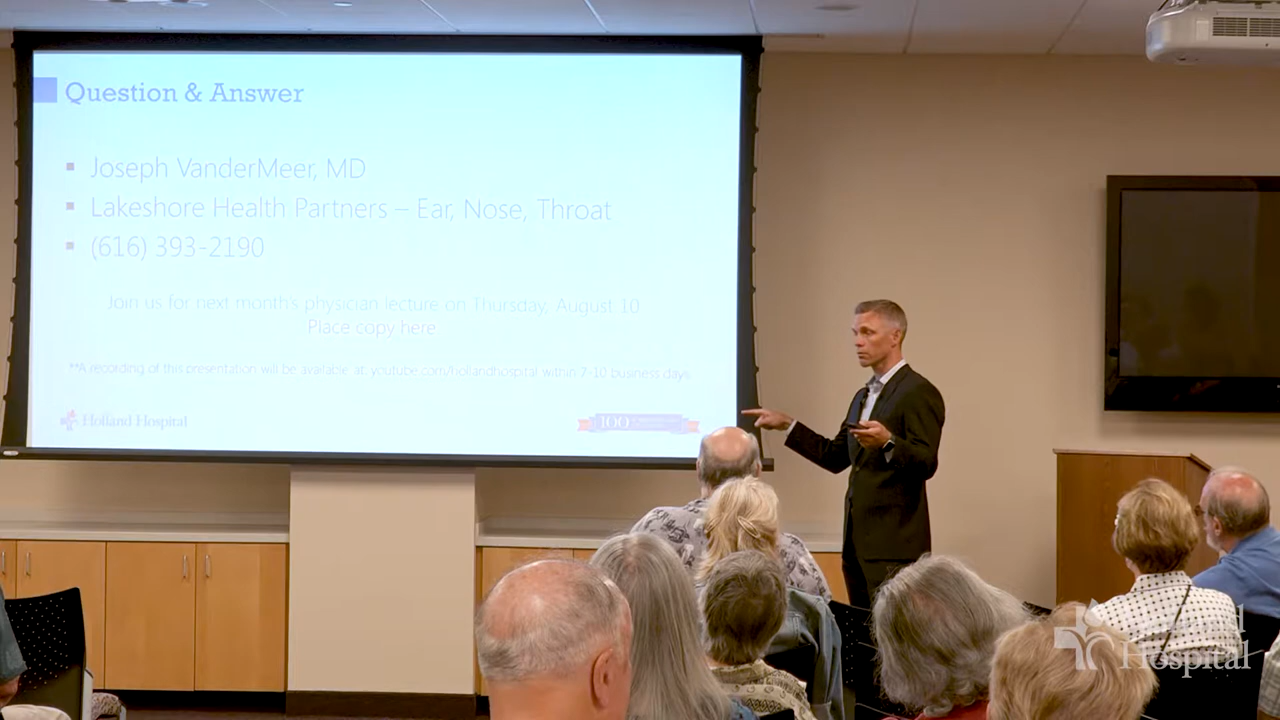 Question & Answer
Joseph VanderMeer, MD
Lakeshore Health Partners – Ear, Nose, Throat
(616) 393-2190
Join us for next month's physician lecture on Thursday, August 10
Place copy here
**A recording of this presentation will be available at youtube.com/hollandhospital within 7-10 business days
Holland Hospital
100
Holland
Hospital